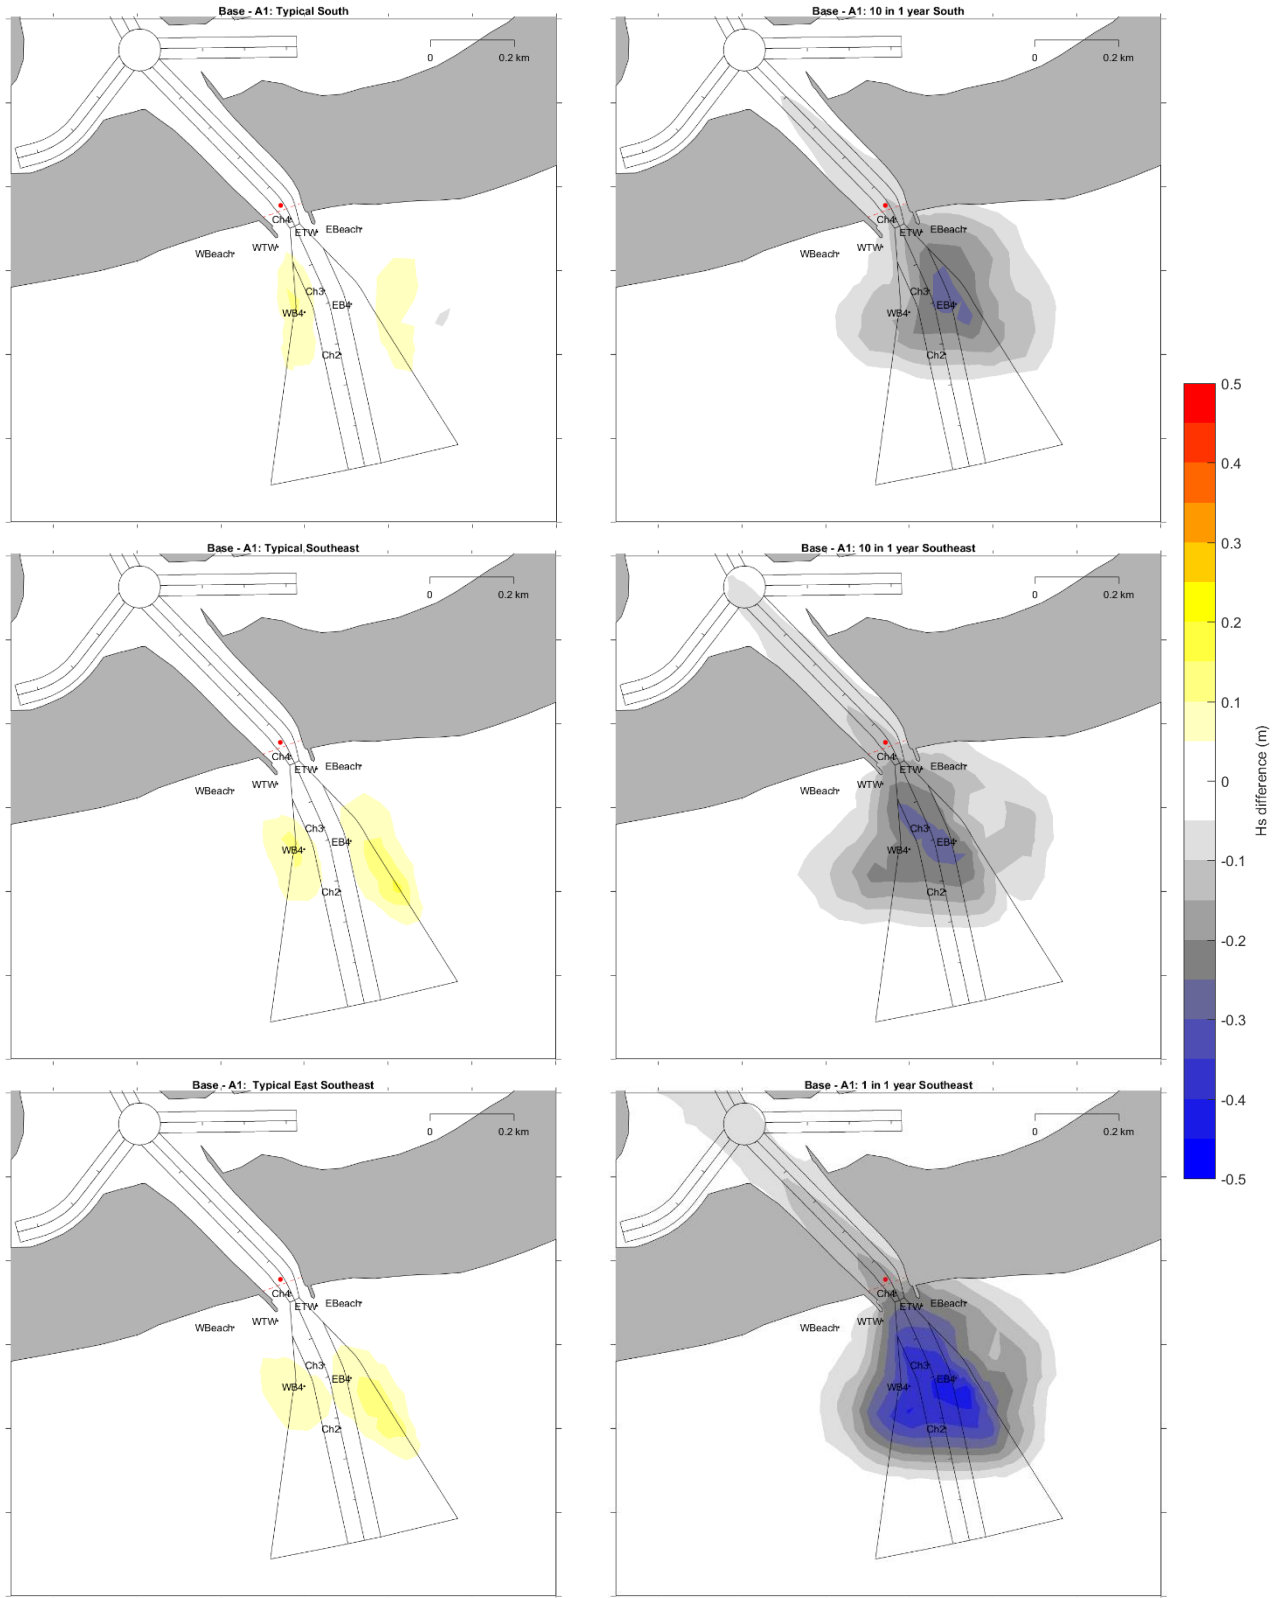 Base - A1: Typical South
0
0.2 km
Ch4
ETW
EBeach
WTW
WBeach
Ch3
EB4
WB4
Ch2
Base - A1: 10 in 1 year South
0
0.2 km
Ch4
ETW
EBeach
WTW
WBeach
Ch3
EB4
WB4
Ch2
Base - A1: Typical Southeast
0
0.2 km
Ch4
ETW
EBeach
WTW
WBeach
Ch3
EB4
WB4
Ch2
Base - A1: 10 in 1 year Southeast
0
0.2 km
Ch4
ETW
EBeach
WTW
WBeach
Ch3
EB4
WB4
Ch2
Base - A1: Typical East Southeast
0
0.2 km
Ch4
ETW
EBeach
WTW
WBeach
Ch3
EB4
WB4
Ch2
Base - A1: 1 in 1 year Southeast
0
0.2 km
Ch4
ETW
EBeach
WTW
WBeach
Ch3
EB4
WB4
Ch2
0.5
0.4
0.3
0.2
0.1
0
-0.1
-0.2
-0.3
-0.4
-0.5
Hs difference (m)